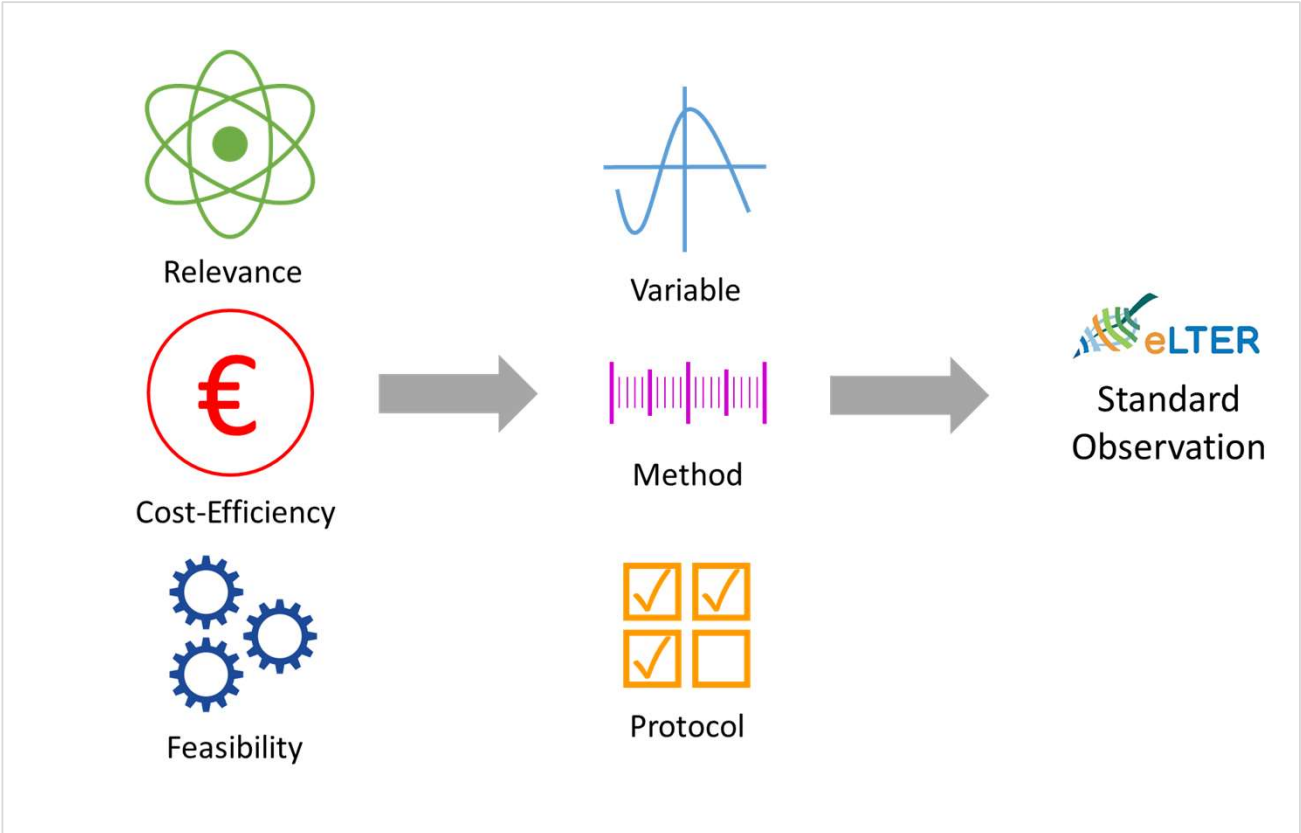 Relevance
€
Cost-Efficiency
Feasibility
Variable
Method
Protocol
eLTER
Standard
Observation